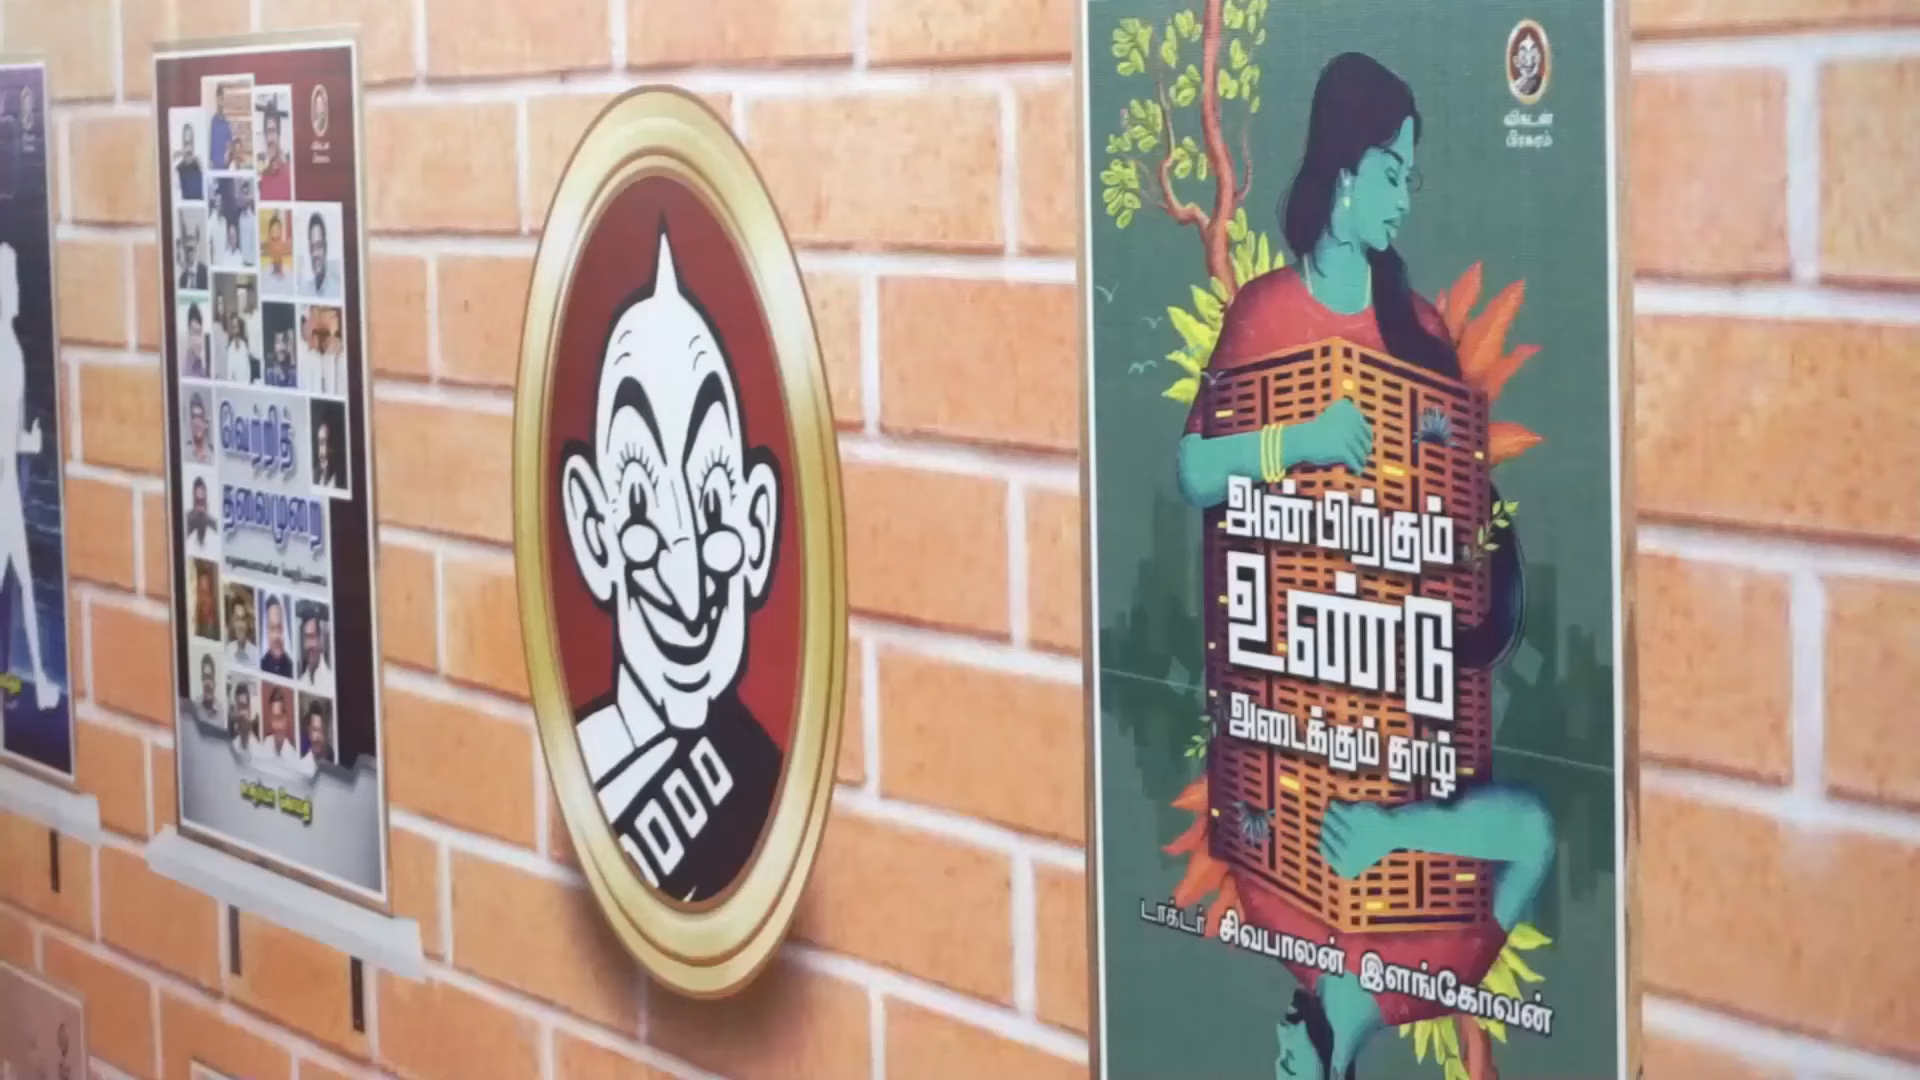 வெற்றித்
தலைமுறை
விகடன்
பிரசுரம்
அன்பிற்கும்
உண்டு
அடைக்கும் தாழ்
டாக்டர் சிவபாலன் இளங்கோவன்